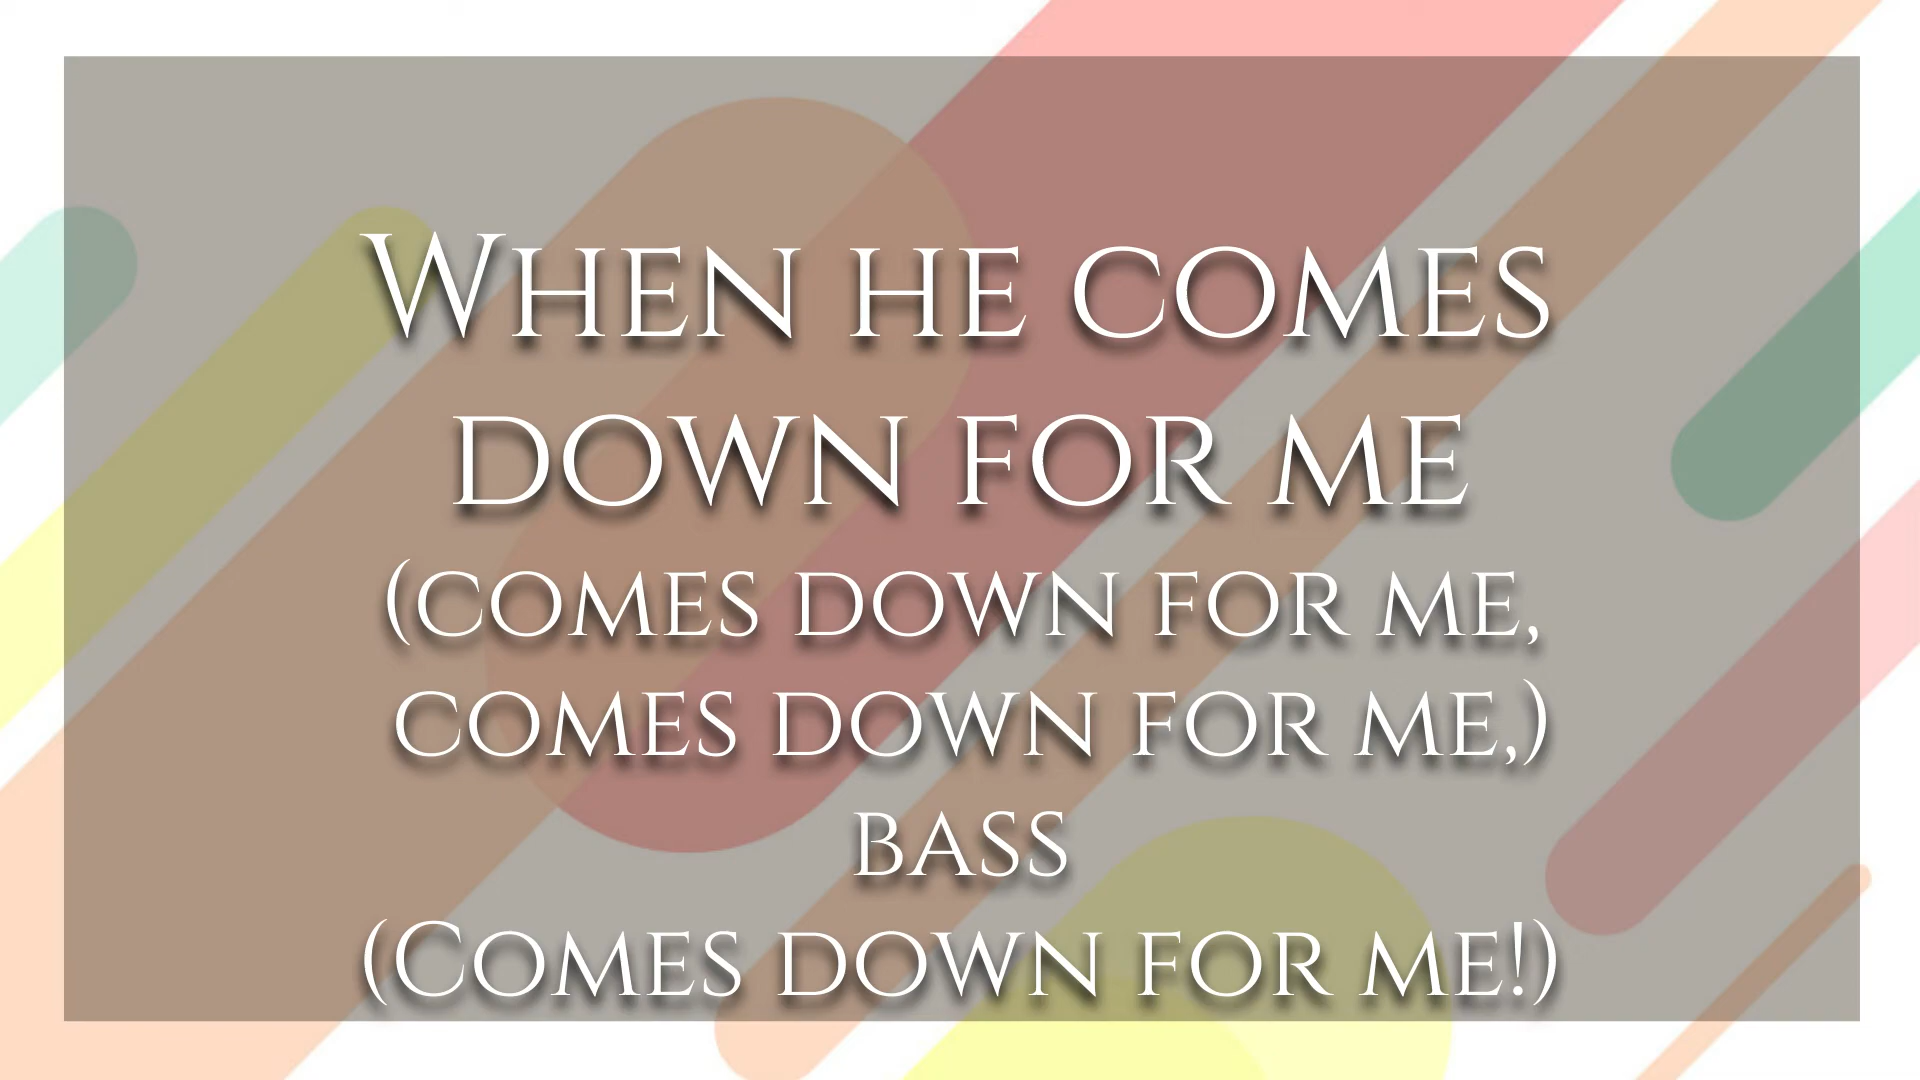 When he comes
down for me
(comes down for me,
comes down for me,)
bass
(Comes down for me!)